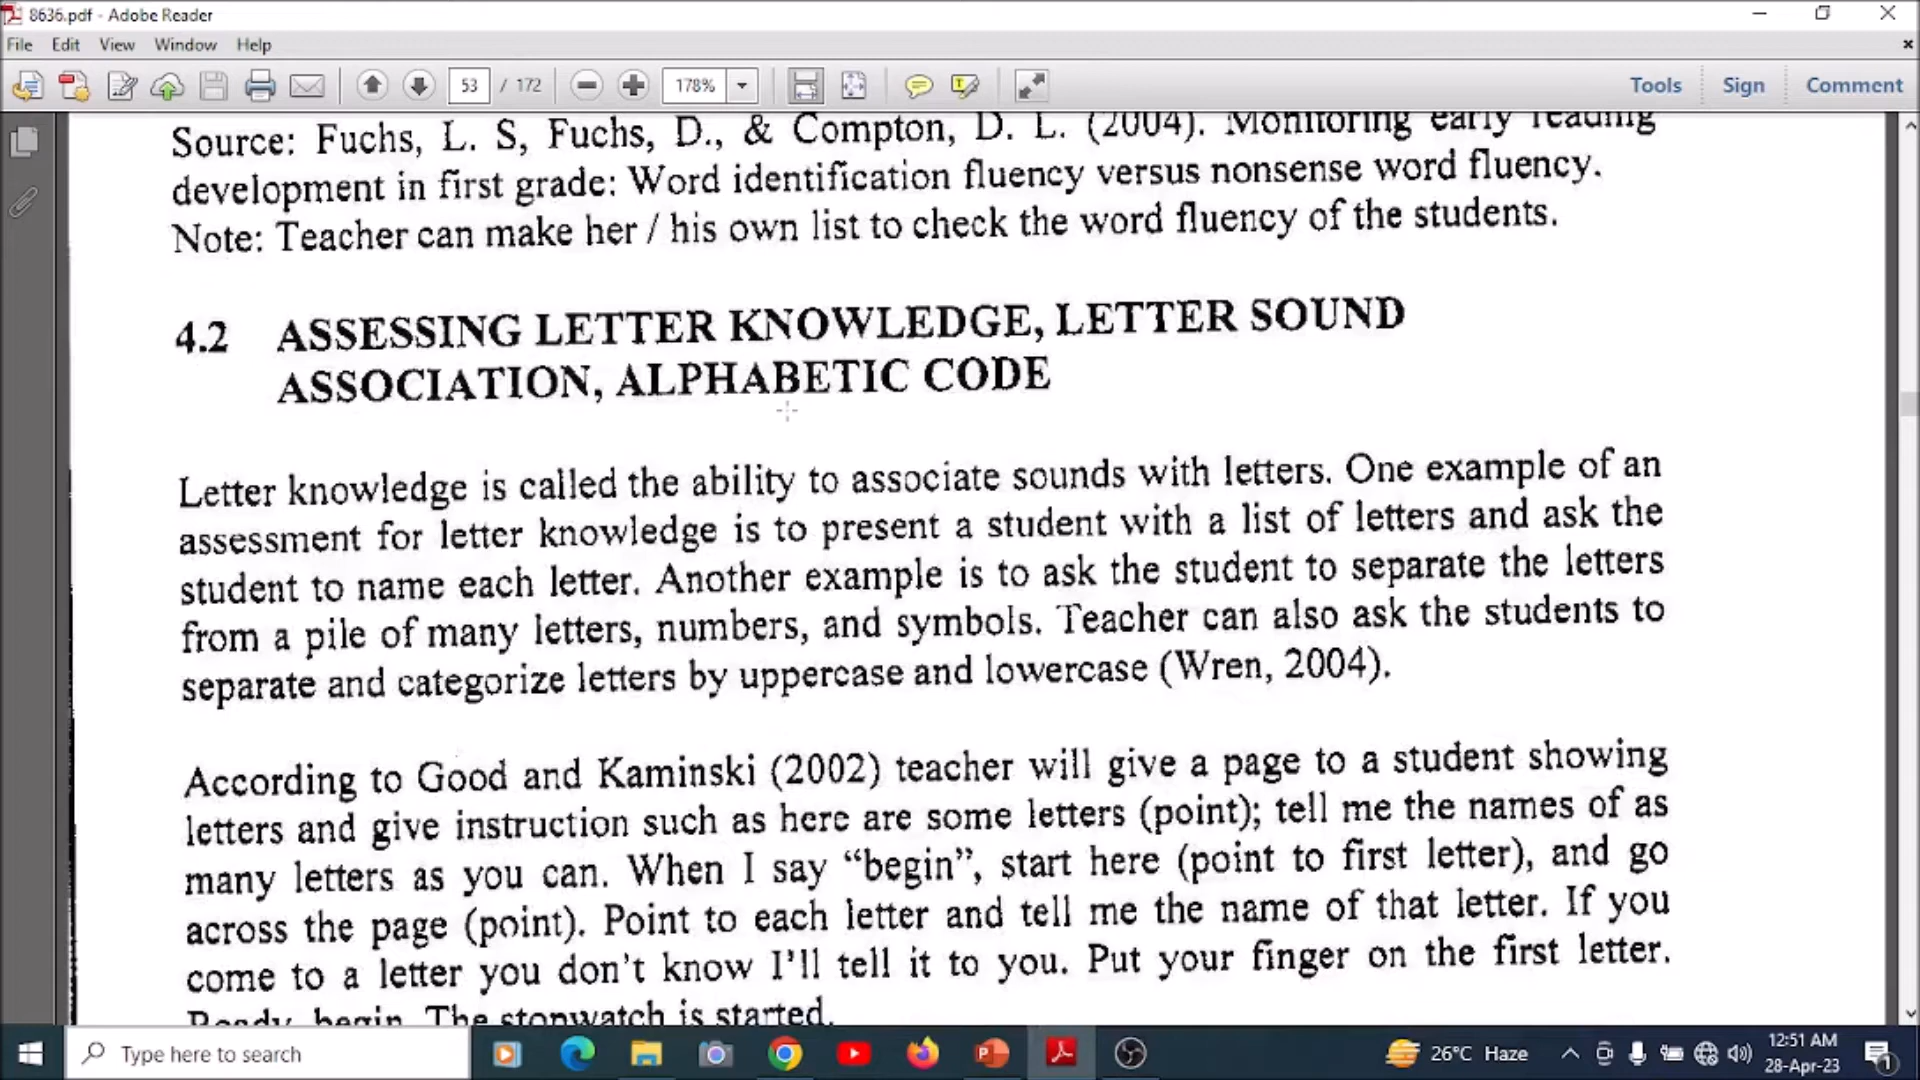 8636.pdf - Adobe Reader
File Edit View Window Help
53 / 172 178% Tools Sign Comment
Source: Fuchs, L. S, Fuchs, D., & Compton, D. L. (2004). Monitoring early reading
development in first grade: Word identification fluency versus nonsense word fluency.
Note: Teacher can make her / his own list to check the word fluency of the students.
4.2 ASSESSING LETTER KNOWLEDGE, LETTER SOUND
ASSOCIATION, ALPHABETIC CODE
Letter knowledge is called the ability to associate sounds with letters. One example of an
assessment for letter knowledge is to present a student with a list of letters and ask the
student to name each letter. Another example is to ask the student to separate the letters
from a pile of many letters, numbers, and symbols. Teacher can also ask the students to
separate and categorize letters by uppercase and lowercase (Wren, 2004).
According to Good and Kaminski (2002) teacher will give a page to a student showing
letters and give instruction such as here are some letters (point); tell me the names of as
many letters as you can. When I say “begin”, start here (point to first letter), and go
across the page (point). Point to each letter and tell me the name of that letter. If you
come to a letter you don't know I'll tell it to you. Put your finger on the first letter.
Ready, begin. The stopwatch is started.
Type here to search 26°C Haze 12:51 AM
28-Apr-23 1